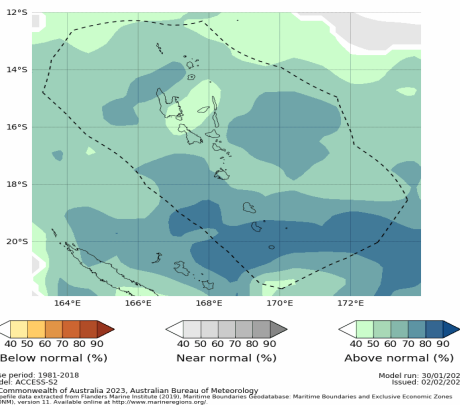 12°S
14°S
16°S
18°S
20°S
164°E 166°E 168°E 170°E 172°E
40 50 60 70 80 90 40 50 60 70 80 90 40 50 60 70 80 90
Below normal (%) Near normal (%) Above normal (%)
se period: 1981-2018 Model run: 30/01/202
del: ACCESS-S2 Issued: 02/02/202
Commonwealth of Australia 2023, Australian Bureau of Meteorology
pefile data extracted from Flanders Marine Institute (2019), Maritime Boundaries Geodatabase: Maritime Boundaries and Exclusive Economic Zones
0NM), version 11. Available online at http://www.marineregions.org/.